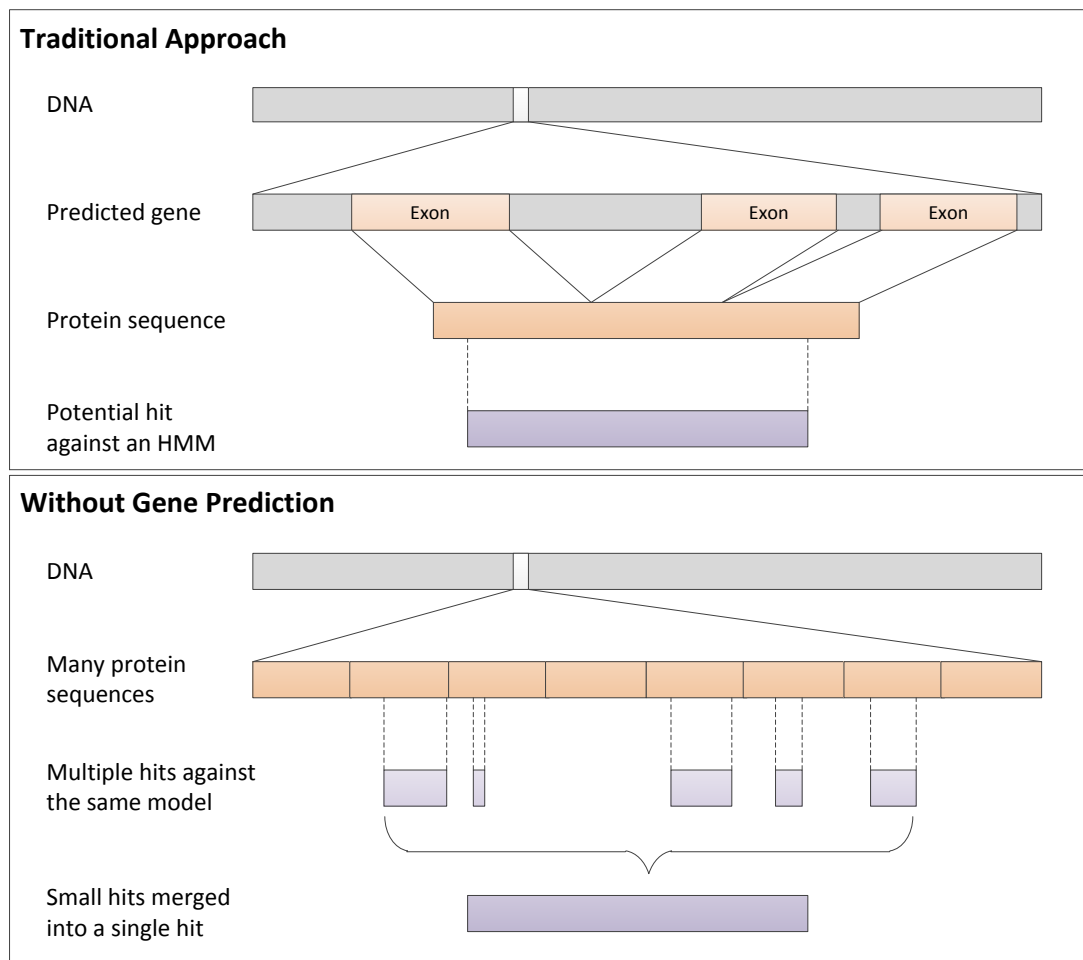 Traditional Approach
DNA
Predicted gene
Exon
Exon
Exon
Protein sequence
Potential hit
against an HMM
Without Gene Prediction
DNA
Many protein
sequences
Multiple hits against
the same model
Small hits merged
into a single hit